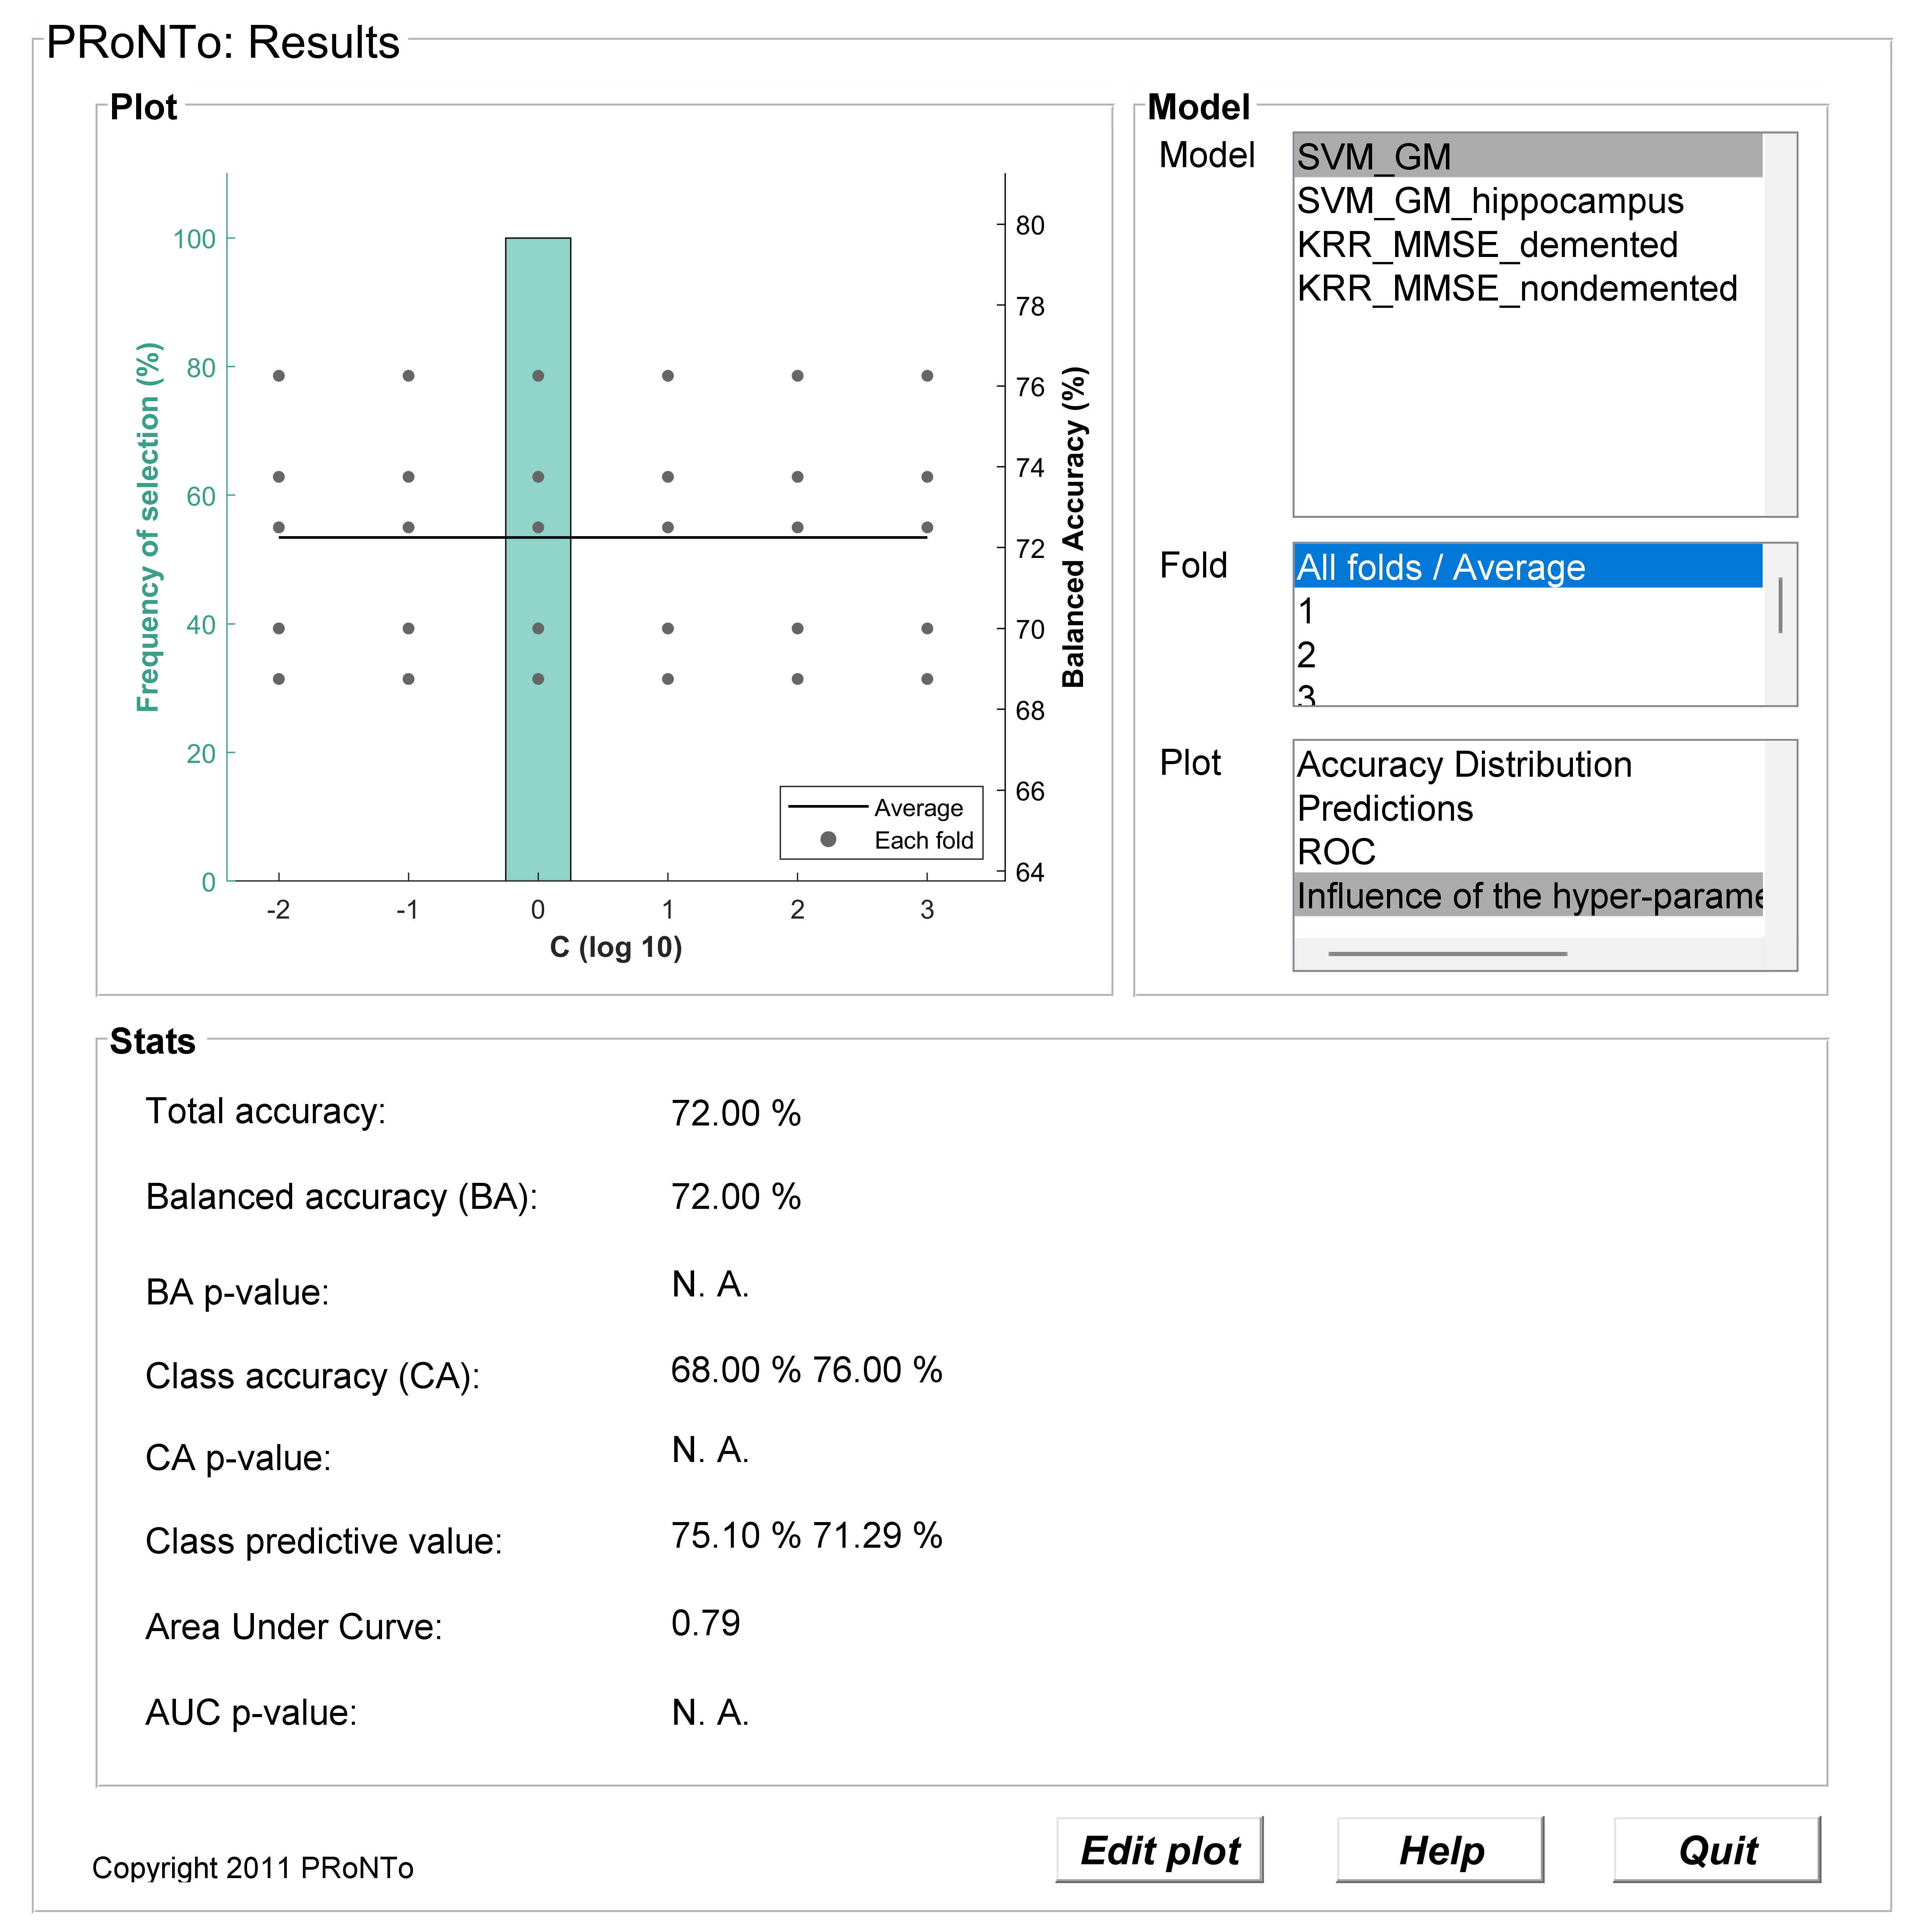 PRoNTo: Results
Plot
100
80
60
40
20
0
Frequency of selection (%)
-2 -1 0 1 2 3
C (log 10)
80
78
76
74
72
70
68
66
64
Balanced Accuracy (%)
Average
Each fold
Model
Model
SVM_GM
SVM_GM_hippocampus
KRR_MMSE_demented
KRR_MMSE_nondemented
Fold
All folds / Average
1
2
3
Plot
Accuracy Distribution
Predictions
ROC
Influence of the hyper-parame
Stats
Total accuracy: 72.00 %
Balanced accuracy (BA): 72.00 %
BA p-value: N. A.
Class accuracy (CA): 68.00 % 76.00 %
CA p-value: N. A.
Class predictive value: 75.10 % 71.29 %
Area Under Curve: 0.79
AUC p-value: N. A.
Edit plot Help Quit
Copyright 2011 PRoNTo